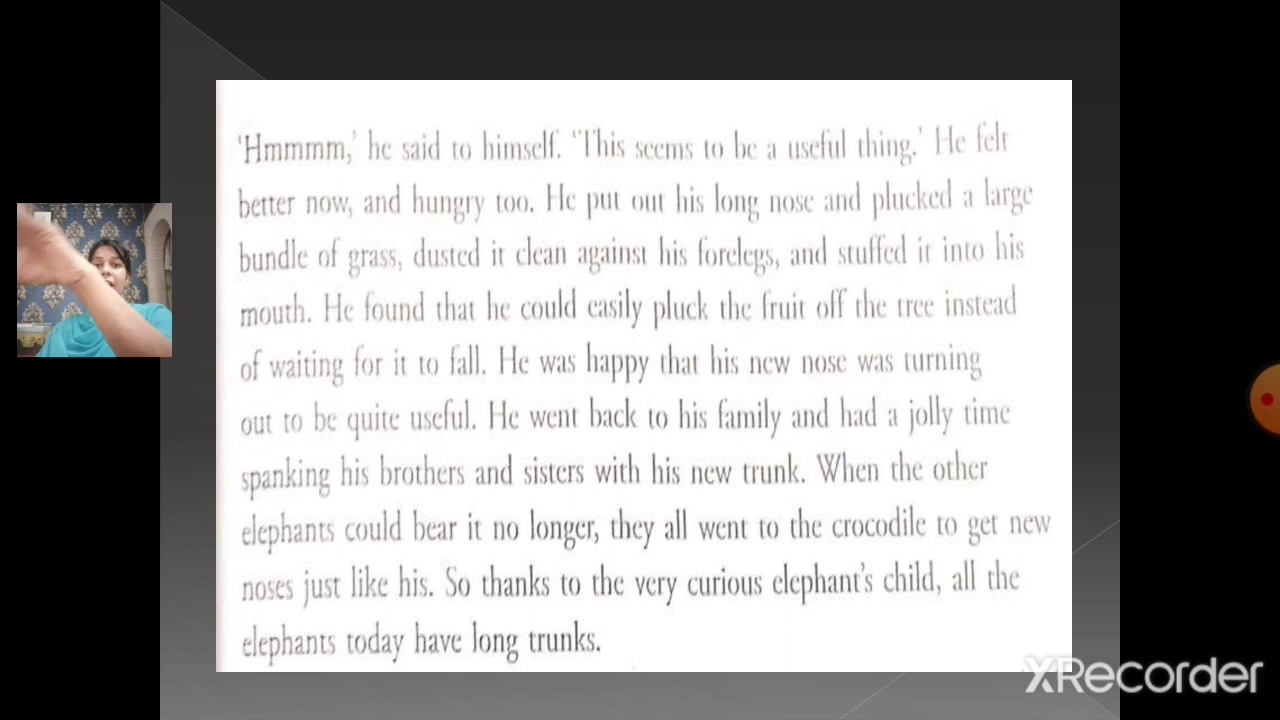 'Hmmmm,' he said to himself. 'This seems to be a useful thing.' He felt
better now, and hungry too. He put out his long nose and plucked a large
bundle of grass, dusted it clean against his forelegs, and stuffed it into his
mouth. He found that he could easily pluck the fruit off the tree instead
of waiting for it to fall. He was happy that his new nose was turning
out to be quite useful. He went back to his family and had a jolly time
spanking his brothers and sisters with his new trunk. When the other
elephants could bear it no longer, they all went to the crocodile to get new
noses just like his. So thanks to the very curious elephant's child, all the
elephants today have long trunks.
XRecorder